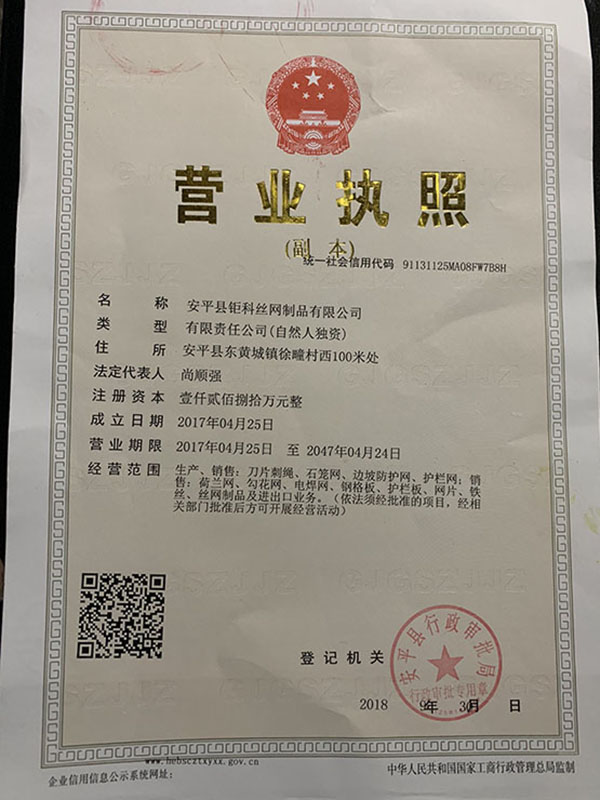 营业执照
(副 本)
统一社会信用代码 91131125MA08FW7B8H
名称 安平县钜科丝网制品有限公司
类型 有限责任公司(自然人独资)
住所 安平县东黄城镇徐疃村西100米处
法定代表人 尚顺强
注册资本 壹仟贰佰捌拾万元整
成立日期 2017年04月25日
营业期限 2017年04月25日 至 2047年04月24日
经营范围 生产、销售:刀片刺绳、石笼网、边坡防护网、护栏网;销
售:荷兰网、勾花网、电焊网、钢格板、护栏板、网片、铁
丝、丝网制品及进出口业务。(依法须经批准的项目,经相
关部门批准后方可开展经营活动)
登记机关
安平县行政审批局
行政审批专用章
2018 9年 30月 日
www.hebscztxyxx.gov.cn
企业信用信息公示系统网址:
中华人民共和国国家工商行政管理总局监制